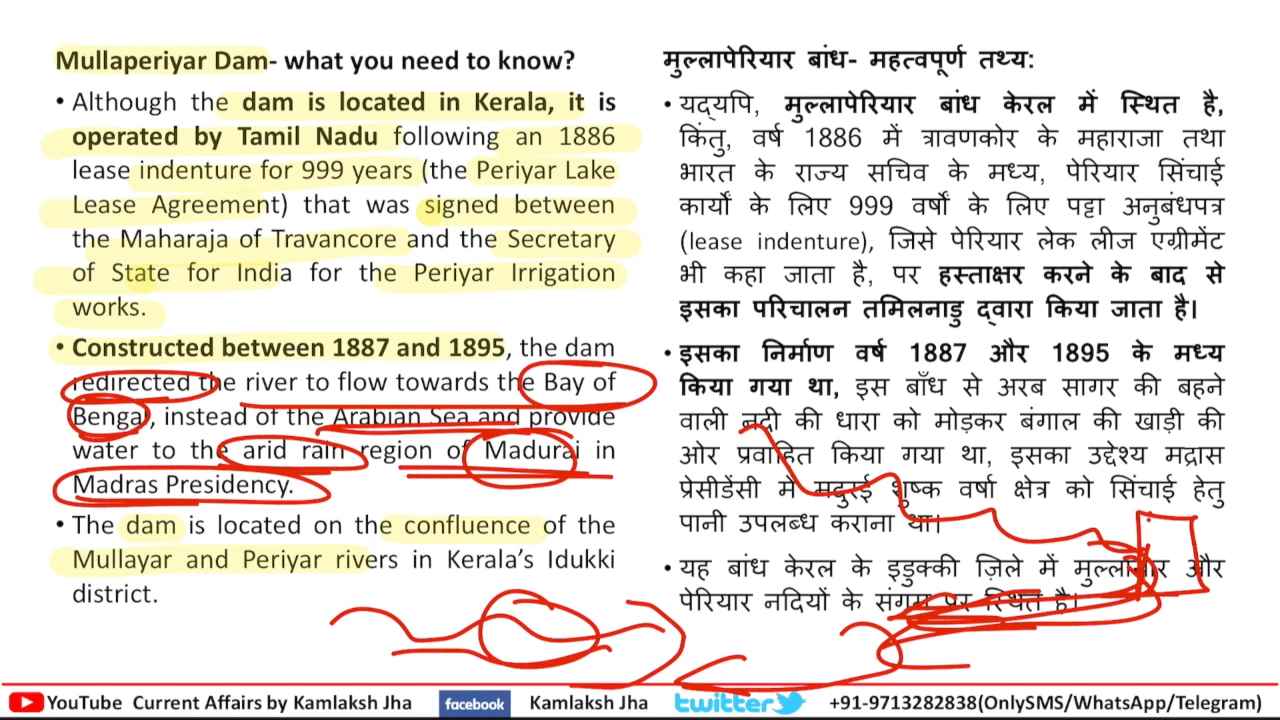 Mullaperiyar Dam- what you need to know?
• Although the dam is located in Kerala, it is
operated by Tamil Nadu following an 1886
lease indenture for 999 years (the Periyar Lake
Lease Agreement) that was signed between
the Maharaja of Travancore and the Secretary
of State for India for the Periyar Irrigation
works.
• Constructed between 1887 and 1895, the dam
redirected the river to flow towards the Bay of
Bengal, instead of the Arabian Sea and provide
water to the arid rain region of Madurai in
Madras Presidency.
• The dam is located on the confluence of the
Mullayar and Periyar rivers in Kerala’s Idukki
district.
मुल्लापेरियार बांध- महत्वपूर्ण तथ्य:
• यद्यपि, मुल्लापेरियार बांध केरल में स्थित है,
किंतु, वर्ष 1886 में त्रावणकोर के महाराजा तथा
भारत के राज्य सचिव के मध्य, पेरियार सिंचाई
कार्यों के लिए 999 वर्षों के लिए पट्टा अनुबंधपत्र
(lease indenture), जिसे पेरियार लेक लीज एग्रीमेंट
भी कहा जाता है, पर हस्ताक्षर करने के बाद से
इसका परिचालन तमिलनाडु द्वारा किया जाता है।
• इसका निर्माण वर्ष 1887 और 1895 के मध्य
किया गया था, इस बाँध से अरब सागर की बहने
वाली नदी की धारा को मोड़कर बंगाल की खाड़ी की
ओर प्रवाहित किया गया था, इसका उद्देश्य मद्रास
प्रेसीडेंसी में मदुरई शुष्क वर्षा क्षेत्र को सिंचाई हेतु
पानी उपलब्ध कराना था।
• यह बांध केरल के इडुक्की ज़िले में मुल्लायार और
पेरियार नदियों के संगम पर स्थित है।
YouTube Current Affairs by Kamlaksh Jha facebook Kamlaksh Jha twitter +91-9713282838(OnlySMS/WhatsApp/Telegram)